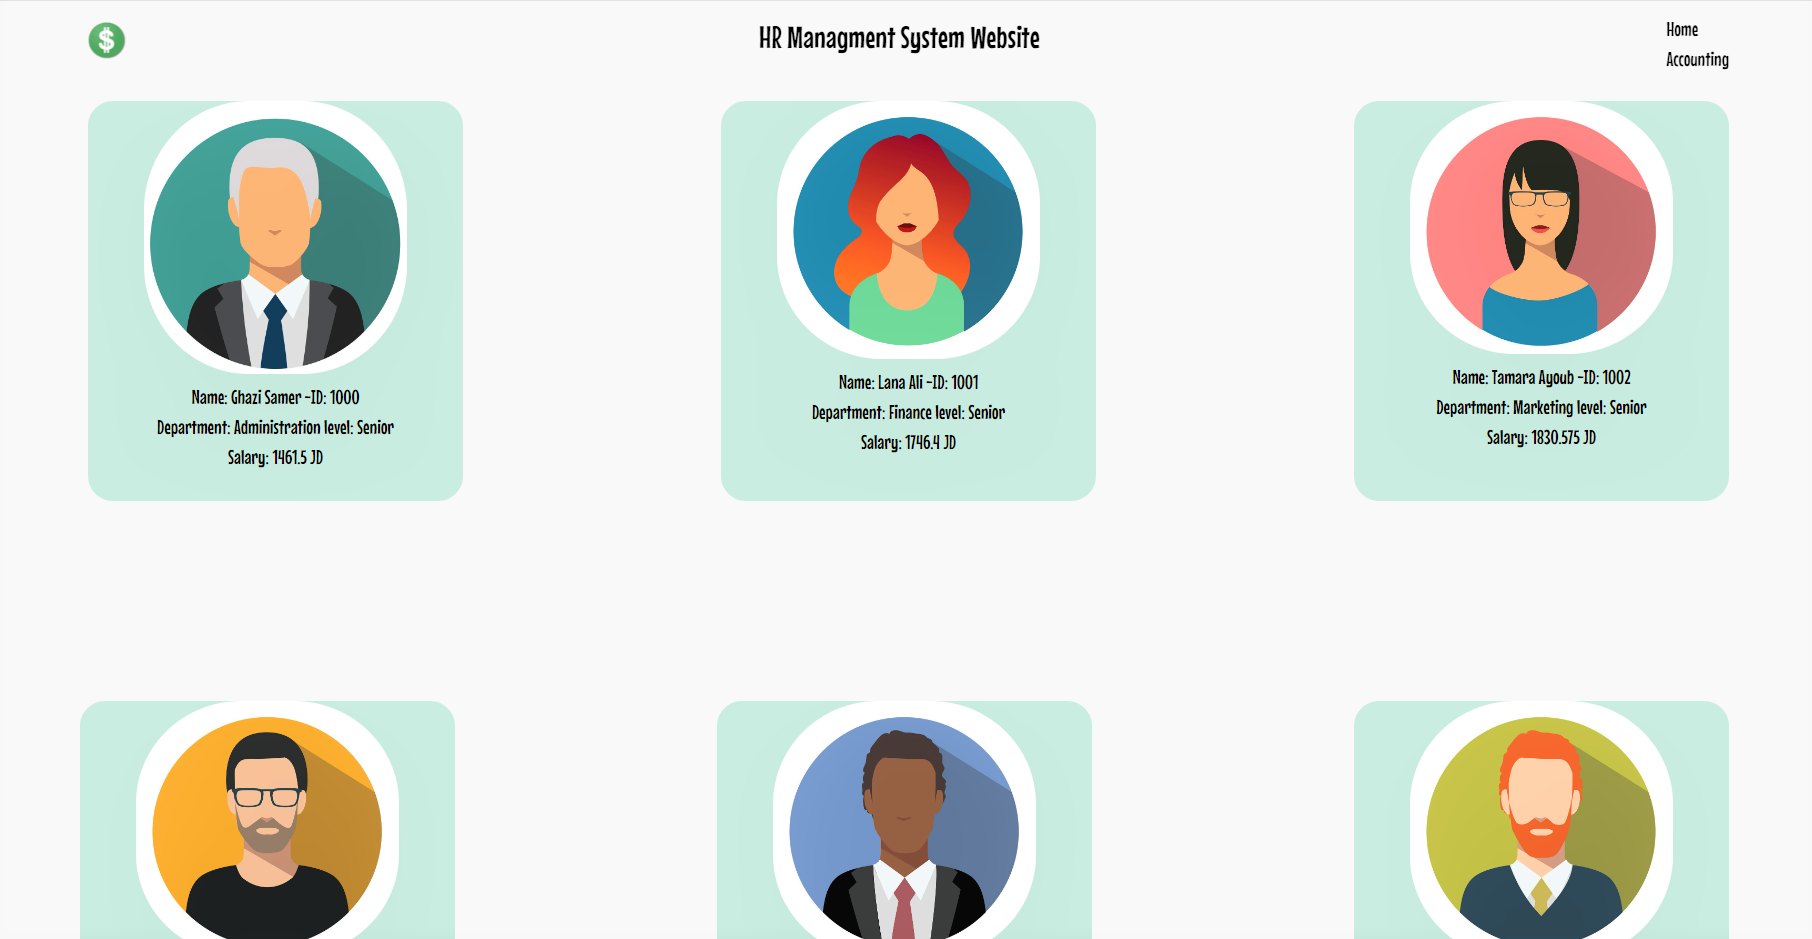 $
HR Managment System Website
Home
Accounting
Name: Ghazi Samer -ID: 1000
Department: Administration level: Senior
Salary: 1461.5 JD
Name: Lana Ali -ID: 1001
Department: Finance level: Senior
Salary: 1746.4 JD
Name: Tamara Ayoub -ID: 1002
Department: Marketing level: Senior
Salary: 1830.575 JD